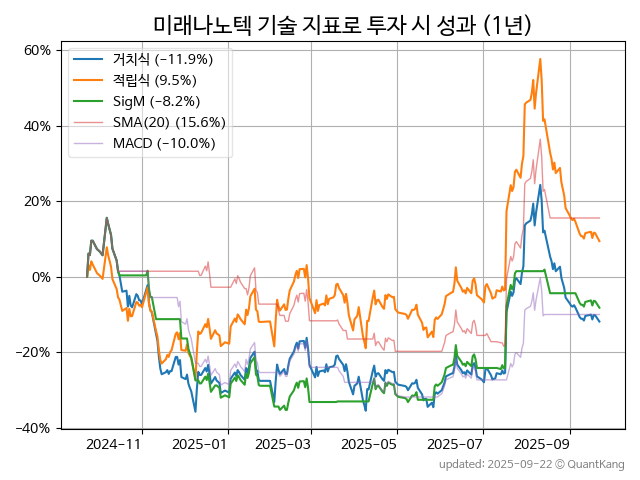 미래나노텍 기술 지표로 투자 시 성과 (1년)
거치식 (−11.9%)
적립식 (9.5%)
SigM (−8.2%)
SMA(20) (15.6%)
MACD (−10.0%)
60%
40%
20%
0%
−20%
−40%
2024-11 2025-01 2025-03 2025-05 2025-07 2025-09
updated: 2025-09-22 © QuantKang